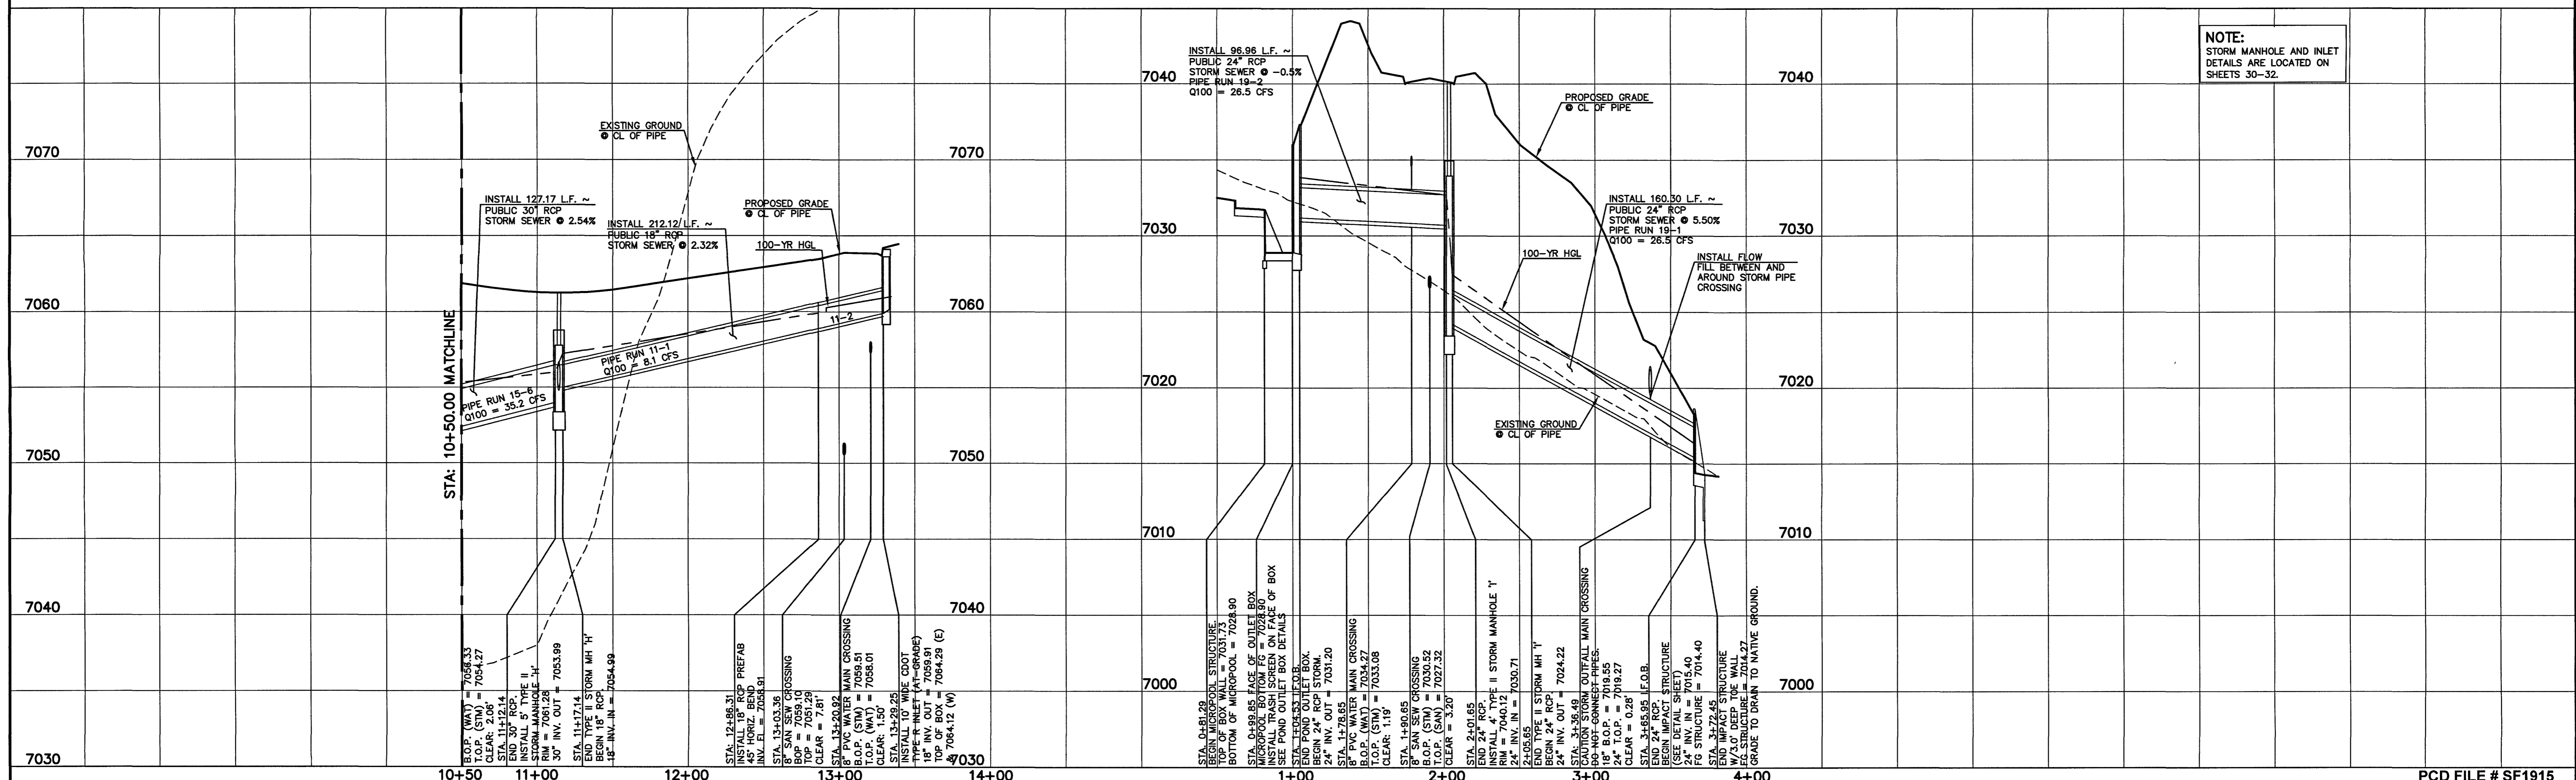 NOTE:
STORM MANHOLE AND INLET
DETAILS ARE LOCATED ON
SHEETS 30-32.
7070
7060
7050
7040
7030
STA: 10+50.00 MATCHLINE
EXISTING GROUND
@ CL OF PIPE
INSTALL 127.17 L.F. ~
PUBLIC 30" RCP
STORM SEWER @ 2.54%
INSTALL 212.12 L.F. ~
PUBLIC 18" RCP
STORM SEWER @ 2.32%
PROPOSED GRADE
@ CL OF PIPE
100-YR HGL
PIPE RUN 15-6
Q100 = 35.2 CFS
PIPE RUN 11-1
Q100 = 8.1 CFS
11-2
7070
7060
7050
7040
7030
B.O.P. (WAT) = 7056.33
T.O.P. (STM) = 7054.27
CLEAR: 2.06'
STA. 11+12.14
END 30" RCP.
INSTALL 5' TYPE II
STORM MANHOLE 'H'
RIM = 7061.28
30" INV. OUT = 7053.99
STA. 11+17.14
END TYPE II STORM MH 'H'
BEGIN 18" RCP.
18" INV. IN = 7054.99
STA: 12+86.31
INSTALL 18" RCP PREFAB
45° HORIZ. BEND
INV. EL = 7058.91
STA. 13+03.36
8" SAN SEW CROSSING
BOP = 7059.10
TOP = 7051.29
CLEAR = 7.81'
STA. 13+20.92
8" PVC WATER MAIN CROSSING
B.O.P. (STM) = 7059.51
T.O.P. (WAT) = 7058.01
CLEAR: 1.50'
STA. 13+29.25
INSTALL 10' WIDE CDOT
TYPE R INLET (AT-GRADE)
18" INV. OUT = 7059.91
TOP OF BOX = 7064.29 (E)
& 7064.12 (W)
10+50
11+00
12+00
13+00
14+00
7040
7030
7020
7010
7000
INSTALL 96.96 L.F. ~
PUBLIC 24" RCP
STORM SEWER @ -0.5%
PIPE RUN 19-2
Q100 = 26.5 CFS
PROPOSED GRADE
@ CL OF PIPE
INSTALL 160.30 L.F. ~
PUBLIC 24" RCP
STORM SEWER @ 5.50%
PIPE RUN 19-1
Q100 = 26.5 CFS
100-YR HGL
INSTALL FLOW
FILL BETWEEN AND
AROUND STORM PIPE
CROSSING
EXISTING GROUND
@ CL OF PIPE
7040
7030
7020
7010
7000
STA. 0+81.29
BEGIN MICROPOOL STRUCTURE.
TOP OF BOX WALL = 7031.73
BOTTOM OF MICROPOOL = 7028.90
STA. 0+99.85 FACE OF OUTLET BOX
MICROPOOL BOTTOM FG = 7028.90
INSTALL TRASH SCREEN ON FACE OF BOX
SEE POND OUTLET BOX DETAILS
STA. 1+04.53 I.F.O.B.
END POND OUTLET BOX.
BEGIN 24" RCP STORM.
24" INV. OUT = 7031.20
STA. 1+78.65
8" PVC WATER MAIN CROSSING
B.O.P. (WAT) = 7034.27
T.O.P. (STM) = 7033.08
CLEAR: 1.19'
STA. 1+90.65
8" SAN SEW CROSSING
B.O.P. (STM) = 7030.52
T.O.P. (SAN) = 7027.32
CLEAR = 3.20'
STA. 2+01.65
END 24" RCP.
INSTALL 4' TYPE II STORM MANHOLE 'I'
RIM = 7040.12
24" INV. IN = 7030.71
2+05.65
END TYPE II STORM MH 'I'
BEGIN 24" RCP.
24" INV. OUT = 7024.22
STA: 3+36.49
CAUTION STORM OUTFALL MAIN CROSSING
DO NOT CONNECT PIPES.
18" B.O.P. = 7019.55
24" T.O.P. = 7019.27
CLEAR = 0.28'
STA. 3+65.95 I.F.O.B.
END 24" RCP.
BEGIN IMPACT STRUCTURE
(SEE DETAIL SHEET)
24" INV. IN = 7015.40
FG STRUCTURE = 7014.40
STA. 3+72.45
END IMPACT STRUCTURE
W/3.0' DEEP TOE WALL
FG STRUCTURE = 7014.27
GRADE TO DRAIN TO NATIVE GROUND.
1+00
2+00
3+00
4+00
PCD FILE # SF1915